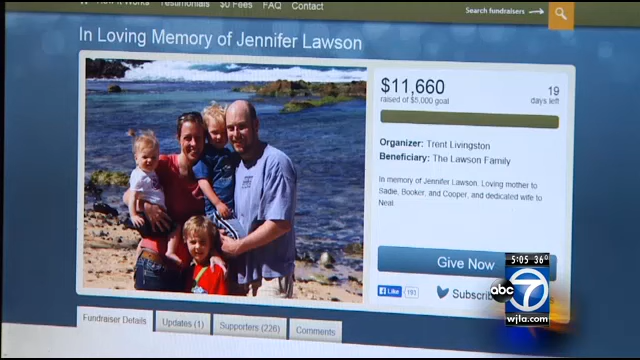 How It Works Testimonials $0 Fees FAQ Contact
Search fundraisers
In Loving Memory of Jennifer Lawson
$11,660
raised of $5,000 goal
19
days left
Organizer: Trent Livingston
Beneficiary: The Lawson Family
In memory of Jennifer Lawson. Loving mother to
Sadie, Booker, and Cooper, and dedicated wife to
Neal.
Give Now
Like 191
5:05 36°
abc 7
wjla.com
Fundraiser Details Updates (1) Supporters (226) Comments